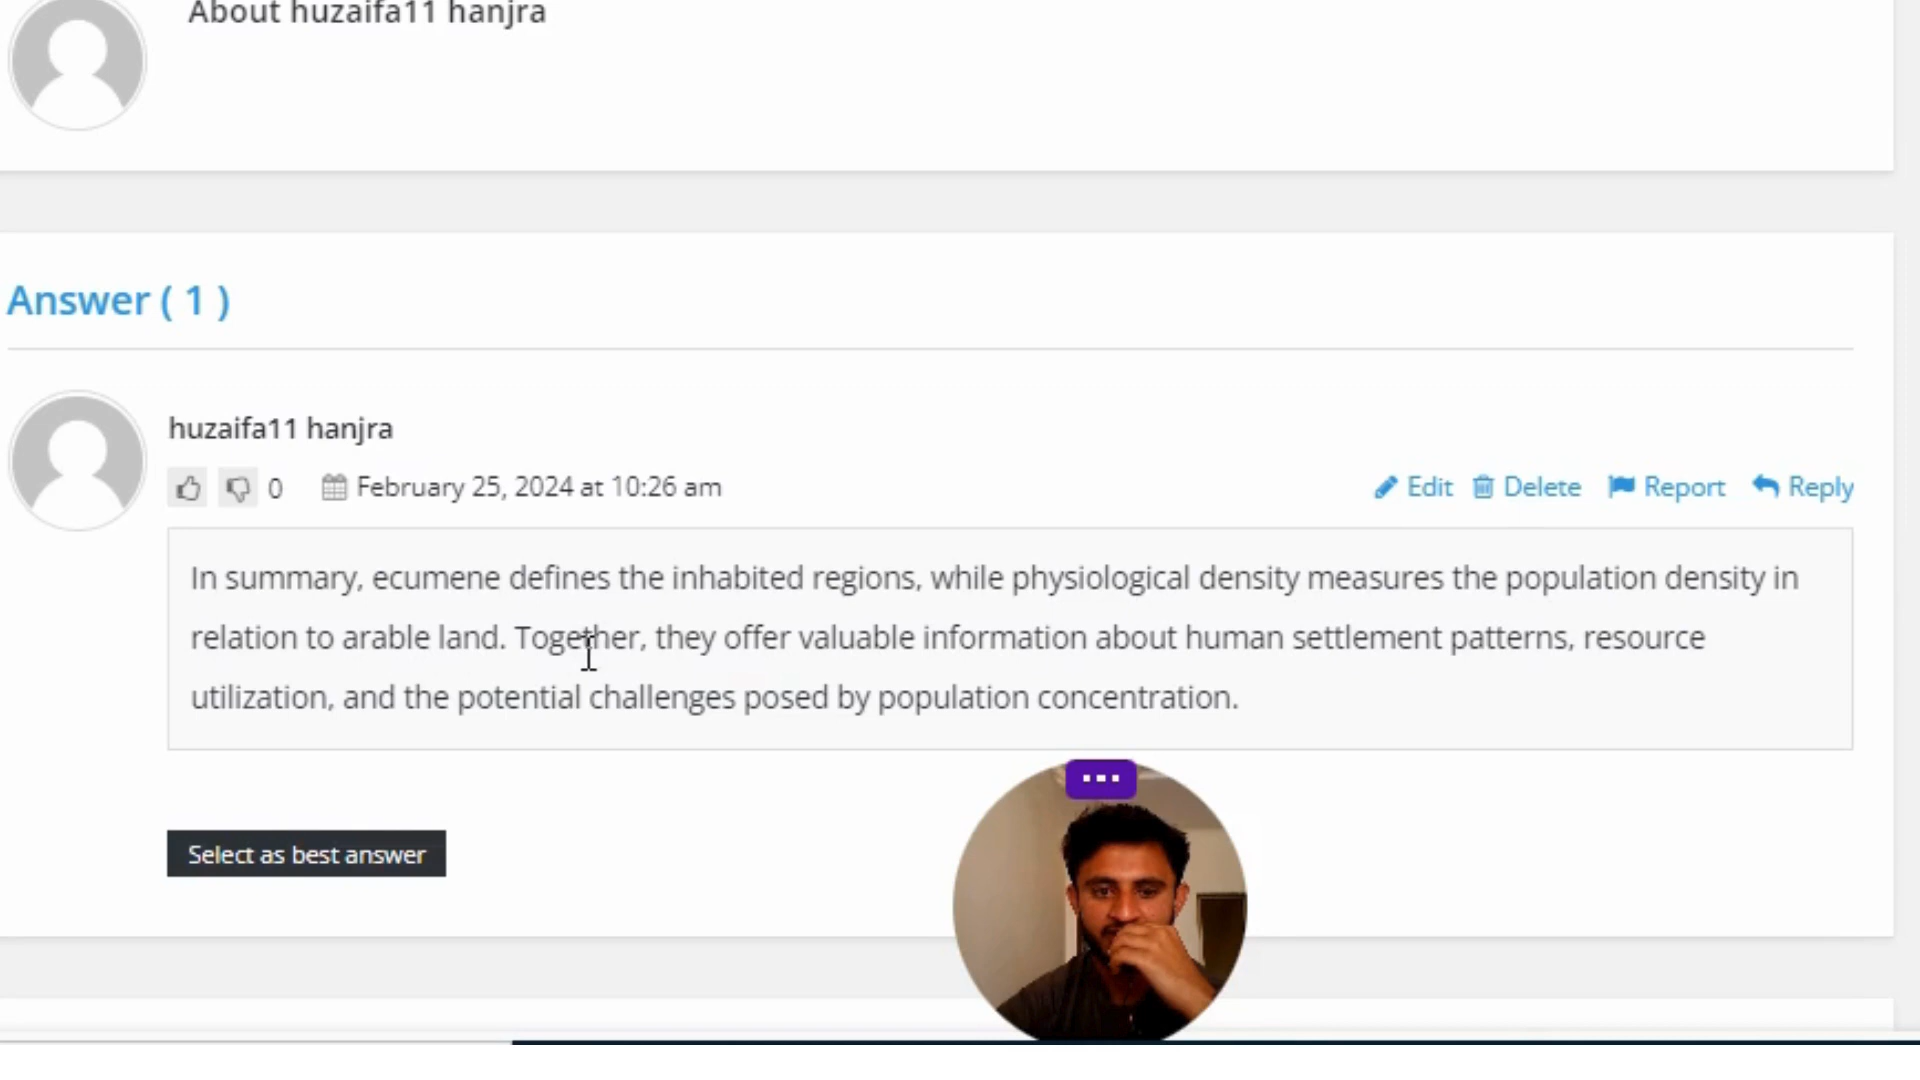 About huzaifa11 hanjra
Answer ( 1 )
huzaifa11 hanjra
0 February 25, 2024 at 10:26 am Edit Delete Report Reply
In summary, ecumene defines the inhabited regions, while physiological density measures the population density in
relation to arable land. Together, they offer valuable information about human settlement patterns, resource
utilization, and the potential challenges posed by population concentration.
Select as best answer